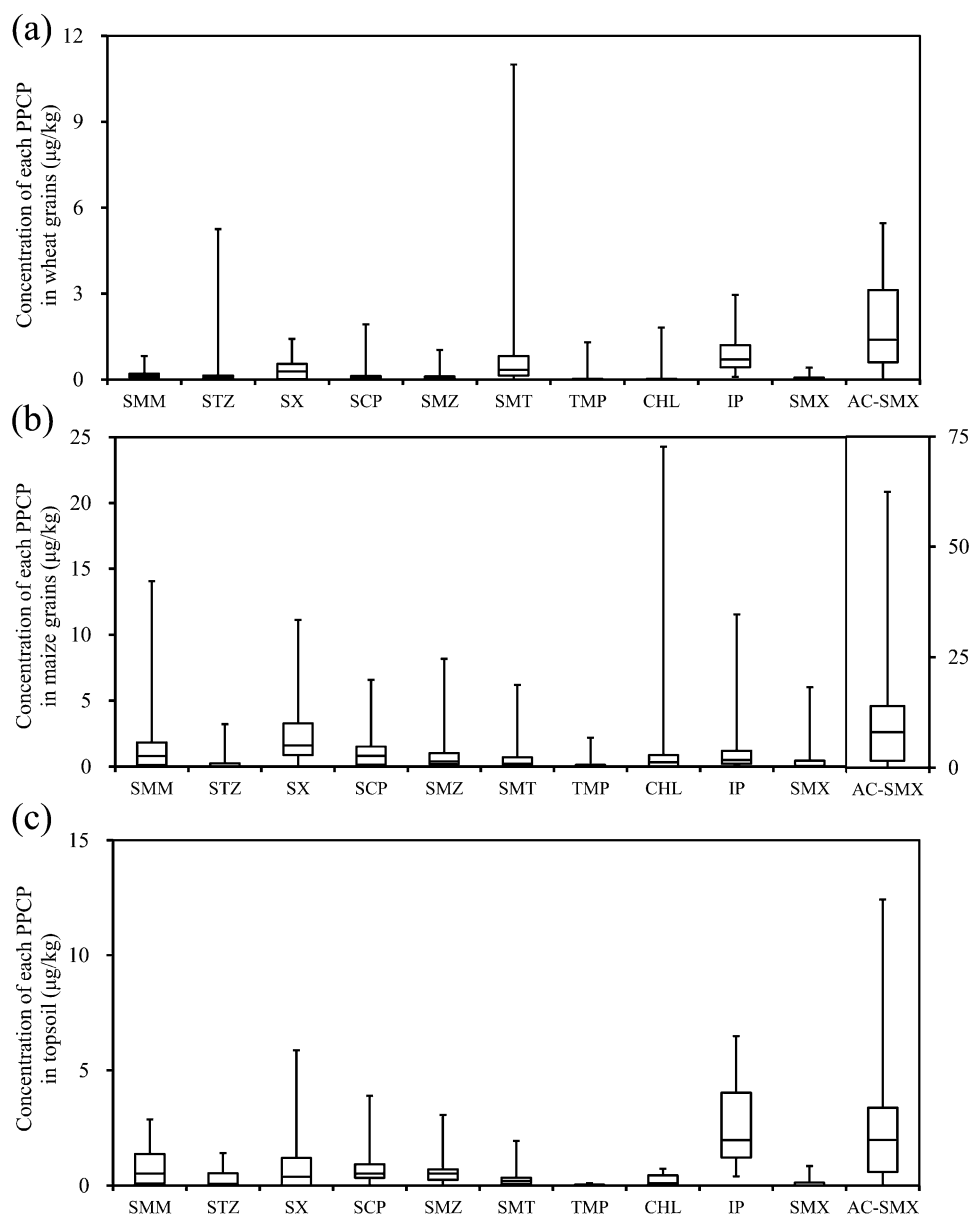 (a)
Concentration of each PPCP
in wheat grains (μg/kg)
12
9
6
3
0
SMM STZ SX SCP SMZ SMT TMP CHL IP SMX AC-SMX
(b)
Concentration of each PPCP
in maize grains (μg/kg)
25
20
15
10
5
0
75
50
25
0
SMM STZ SX SCP SMZ SMT TMP CHL IP SMX AC-SMX
(c)
Concentration of each PPCP
in topsoil (μg/kg)
15
10
5
0
SMM STZ SX SCP SMZ SMT TMP CHL IP SMX AC-SMX